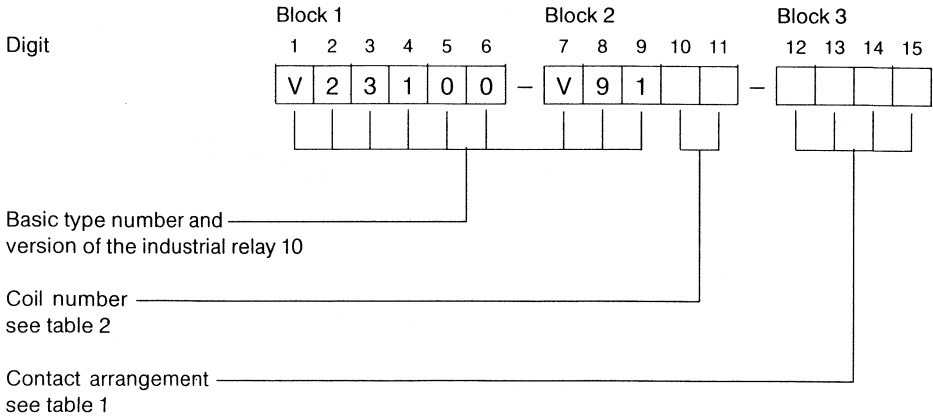 Block 1 Block 2 Block 3
Digit 1 2 3 4 5 6 7 8 9 10 11 12 13 14 15
V 2 3 1 0 0 – V 9 1 –
Basic type number and
version of the industrial relay 10
Coil number
see table 2
Contact arrangement
see table 1